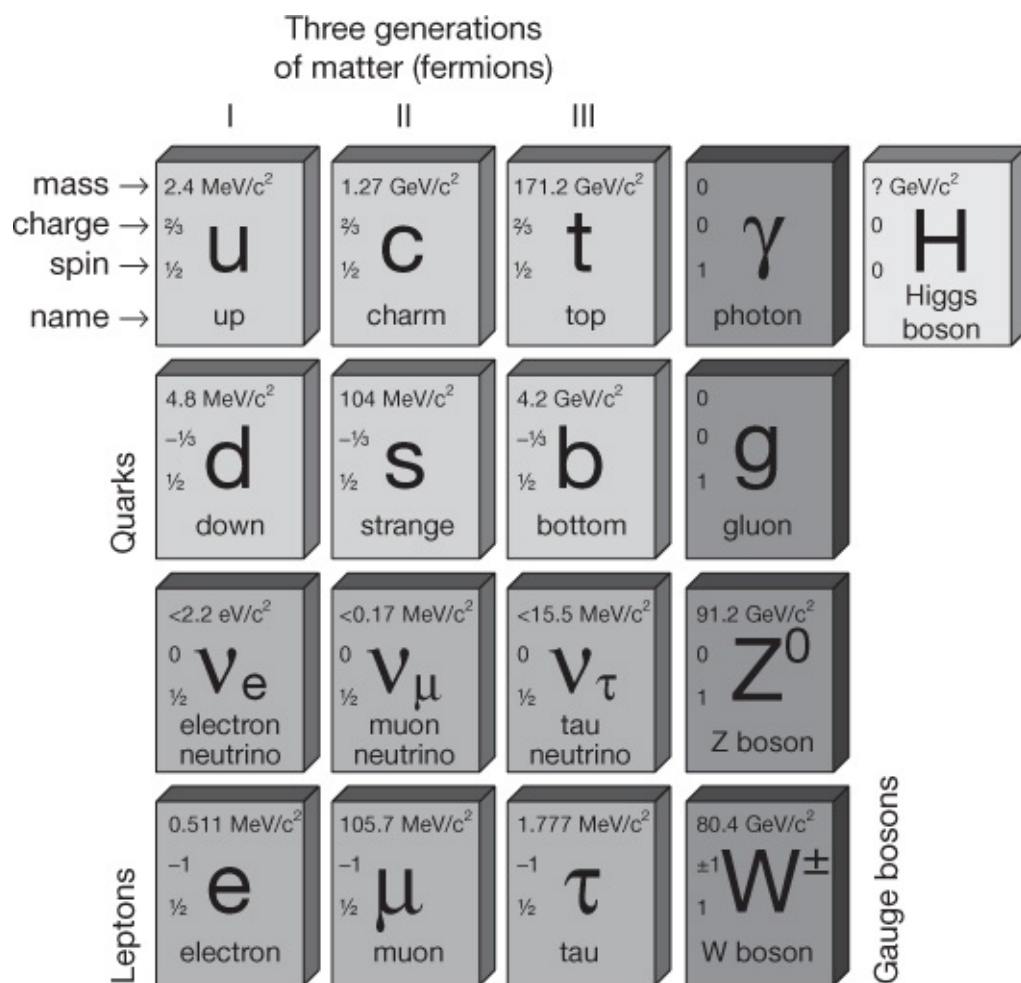 Three generations
of matter (fermions)
I II III
mass →
charge →
spin →
name →
2.4 MeV/c²
⅔
½
u
up
1.27 GeV/c²
⅔
½
c
charm
171.2 GeV/c²
⅔
½
t
top
0
0
1
γ
photon
? GeV/c²
0
0
H
Higgs
boson
Quarks
4.8 MeV/c²
−⅓
½
d
down
104 MeV/c²
−⅓
½
s
strange
4.2 GeV/c²
−⅓
½
b
bottom
0
0
1
g
gluon
<2.2 eV/c²
0
½
νe
electron
neutrino
<0.17 MeV/c²
0
½
νμ
muon
neutrino
<15.5 MeV/c²
0
½
ντ
tau
neutrino
91.2 GeV/c²
0
1
Z⁰
Z boson
Leptons
0.511 MeV/c²
−1
½
e
electron
105.7 MeV/c²
−1
½
μ
muon
1.777 MeV/c²
−1
½
τ
tau
80.4 GeV/c²
±1
1
W±
W boson
Gauge bosons